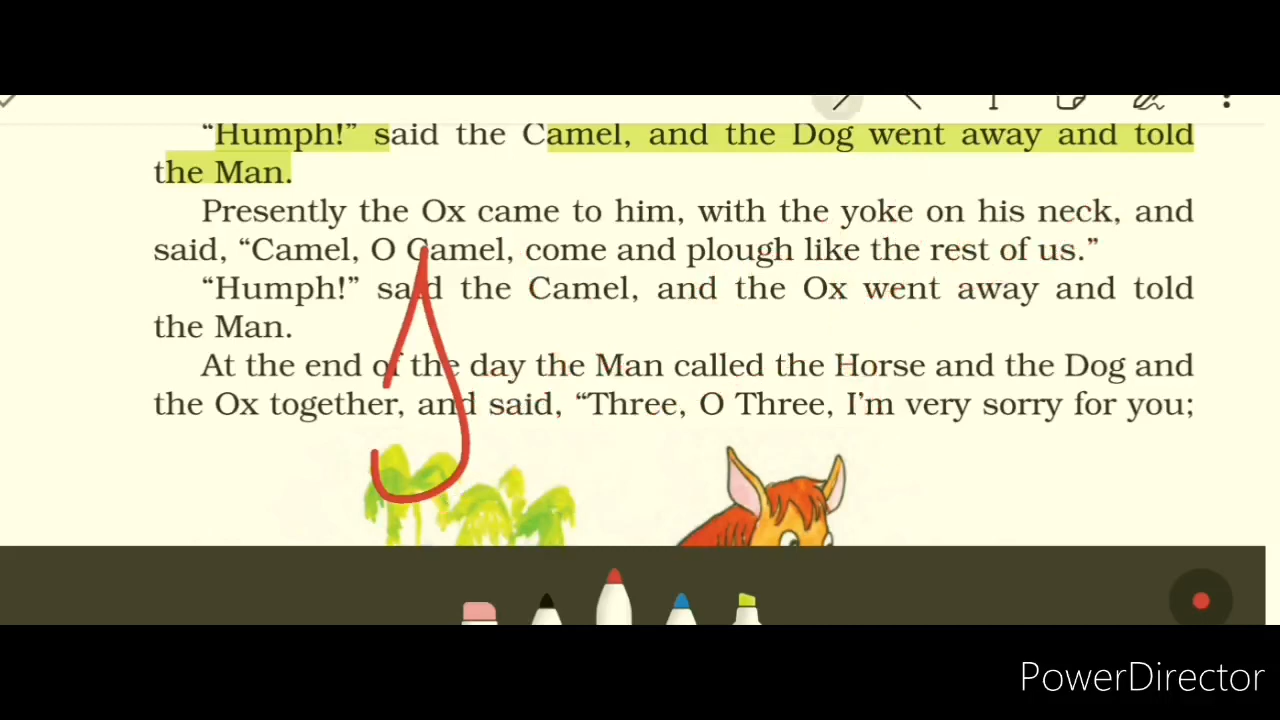 “Humph!” said the Camel, and the Dog went away and told
the Man.
Presently the Ox came to him, with the yoke on his neck, and
said, “Camel, O Camel, come and plough like the rest of us.”
“Humph!” said the Camel, and the Ox went away and told
the Man.
At the end of the day the Man called the Horse and the Dog and
the Ox together, and said, “Three, O Three, I’m very sorry for you;
PowerDirector